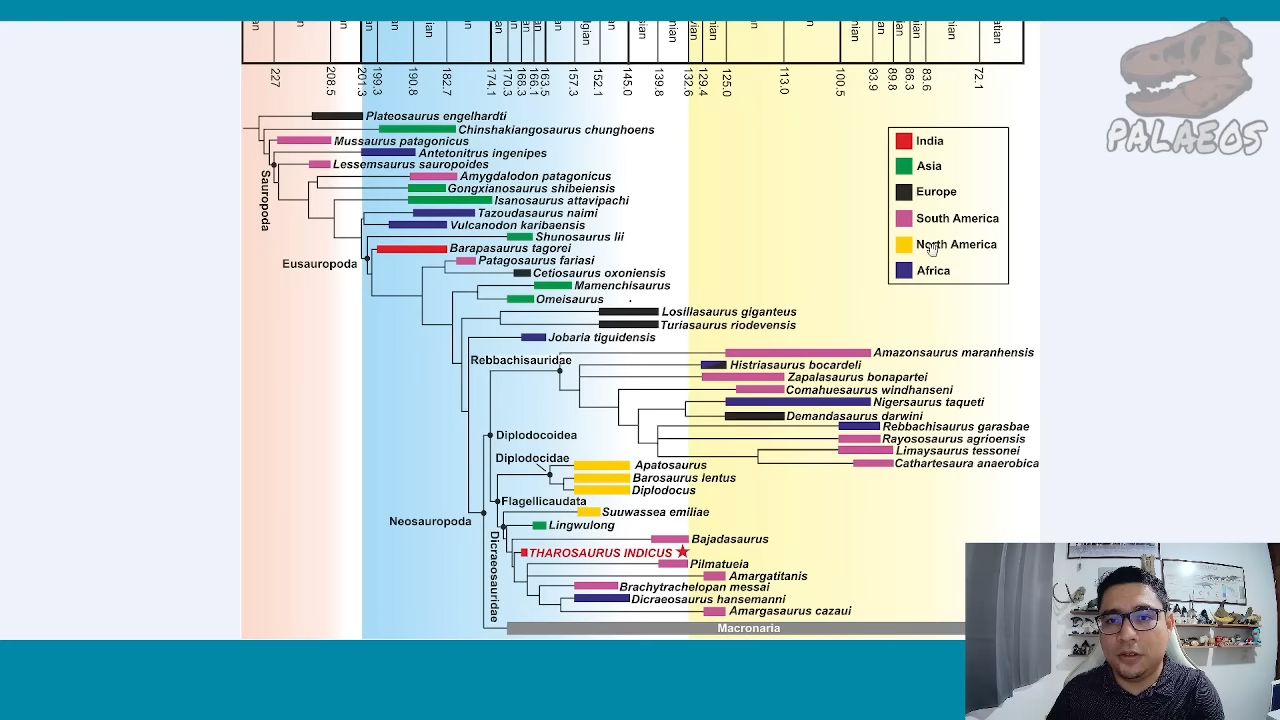 227
208.5
201.3
199.3
190.8
182.7
174.1
170.3
168.3
166.1
163.5
157.3
152.1
145.0
139.8
132.6
129.4
125.0
113.0
100.5
93.9
89.8
86.3
83.6
72.1
PALAEOS
Plateosaurus engelhardti
Chinshakiangosaurus chunghoens
Mussaurus patagonicus
Antetonitrus ingenipes
Lessemsaurus sauropoides
Amygdalodon patagonicus
Gongxianosaurus shibeiensis
Isanosaurus attavipachi
Sauropoda
Tazoudasaurus naimi
Vulcanodon karibaensis
Shunosaurus lii
Barapasaurus tagorei
Eusauropoda
Patagosaurus fariasi
Cetiosaurus oxoniensis
Mamenchisaurus
Omeisaurus
Losillasaurus giganteus
Turiasaurus riodevensis
Jobaria tiguidensis
India
Asia
Europe
South America
North America
Africa
Rebbachisauridae
Amazonsaurus maranhensis
Histriasaurus bocardeli
Zapalasaurus bonapartei
Comahuesaurus windhanseni
Nigersaurus taqueti
Demandasaurus darwini
Rebbachisaurus garasbae
Rayososaurus agrioensis
Limaysaurus tessonei
Cathartesaura anaerobica
Diplodocoidea
Diplodocidae
Apatosaurus
Barosaurus lentus
Diplodocus
Flagellicaudata
Suuwassea emiliae
Neosauropoda
Lingwulong
Dicraeosauridae
Bajadasaurus
THAROSAURUS INDICUS
Pilmatueia
Amargatitanis
Brachytrachelopan messai
Dicraeosaurus hansemanni
Amargasaurus cazaui
Macronaria